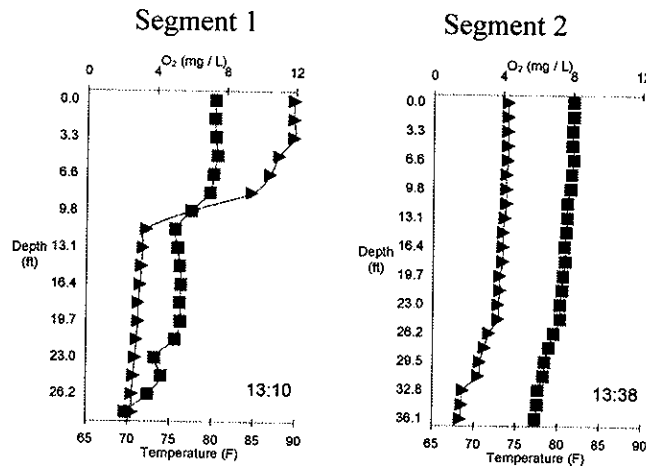 Segment 1
O₂ (mg / L)
0 4 8 12
0.0
3.3
6.6
9.8
13.1
16.4
19.7
23.0
26.2
Depth
(ft)
13:10
65 70 75 80 85 90
Temperature (F)
Segment 2
O₂ (mg / L)
0 4 8 12
0.0
3.3
6.6
9.8
13.1
16.4
19.7
23.0
26.2
29.5
32.8
36.1
Depth
(ft)
13:38
65 70 75 80 85 90
Temperature (F)